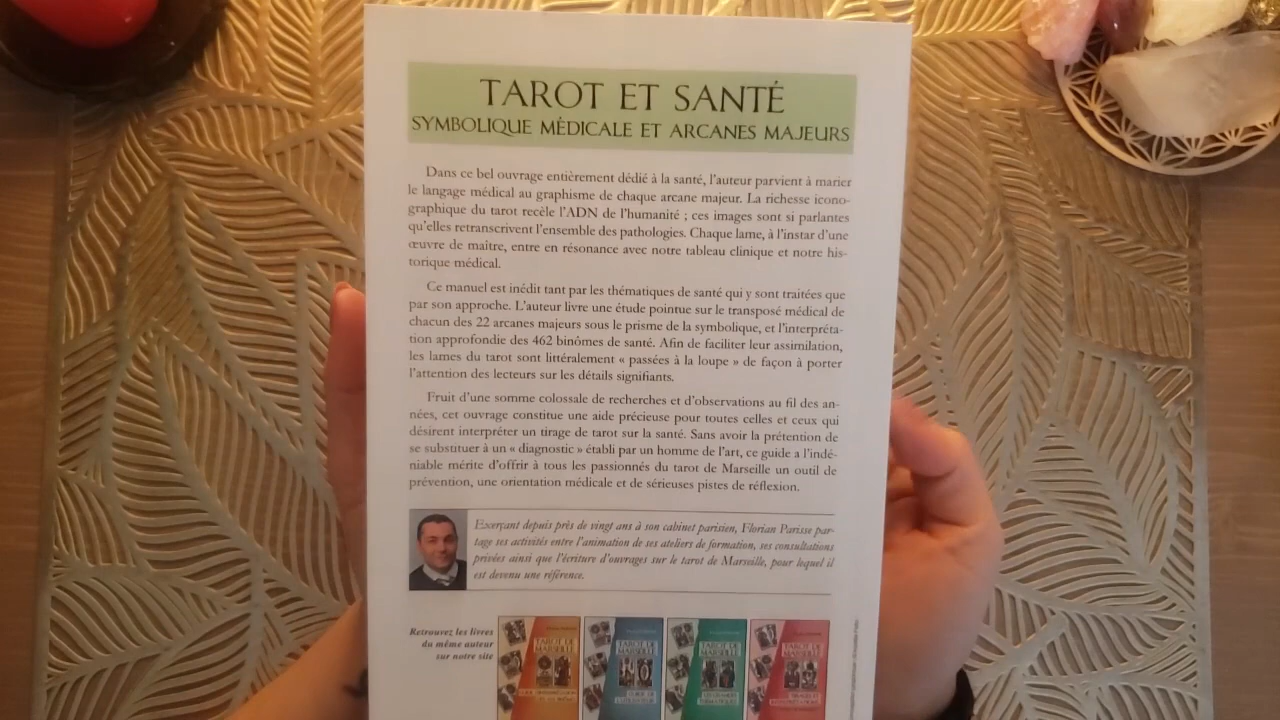 TAROT ET SANTÉ
SYMBOLIQUE MÉDICALE ET ARCANES MAJEURS
Dans ce bel ouvrage entièrement dédié à la santé, l'auteur parvient à marier
le langage médical au graphisme de chaque arcane majeur. La richesse icono-
graphique du tarot recèle l'ADN de l'humanité ; ces images sont si parlantes
qu'elles retranscrivent l'ensemble des pathologies. Chaque lame, à l'instar d'une
œuvre de maître, entre en résonance avec notre tableau clinique et notre his-
torique médical.
Ce manuel est inédit tant par les thématiques de santé qui y sont traitées que
par son approche. L'auteur livre une étude pointue sur le transposé médical de
chacun des 22 arcanes majeurs sous le prisme de la symbolique, et l'interpréta-
tion approfondie des 462 binômes de santé. Afin de faciliter leur assimilation,
les lames du tarot sont littéralement « passées à la loupe » de façon à porter
l'attention des lecteurs sur les détails signifiants.
Fruit d'une somme colossale de recherches et d'observations au fil des an-
nées, cet ouvrage constitue une aide précieuse pour toutes celles et ceux qui
désirent interpréter un tirage de tarot sur la santé. Sans avoir la prétention de
se substituer à un « diagnostic » établi par un homme de l'art, ce guide a l'indé-
niable mérite d'offrir à tous les passionnés du tarot de Marseille un outil de
prévention, une orientation médicale et de sérieuses pistes de réflexion.
Exerçant depuis près de vingt ans à son cabinet parisien, Florian Parisse par-
tage ses activités entre l'animation de ses ateliers de formation, ses consultations
privées ainsi que l'écriture d'ouvrages sur le tarot de Marseille, pour lequel il
est devenu une référence.
Retrouvez les livres
du même auteur
sur notre site
TAROT DE
MARSEILLE
TAROT DE
MARSEILLE
TAROT DE
MARSEILLE
TAROT DE
MARSEILLE